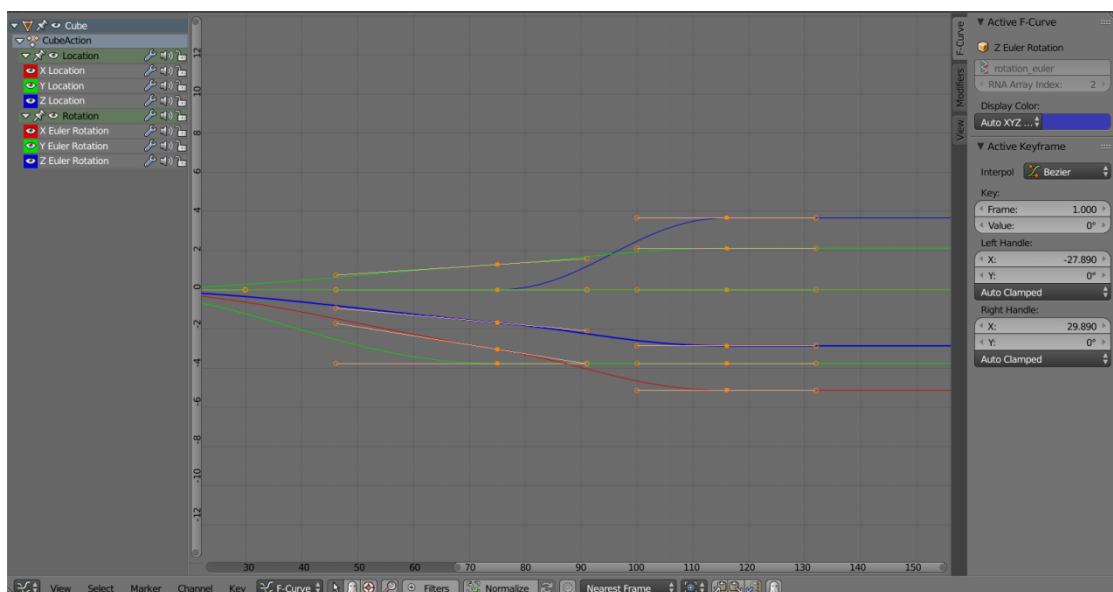 Cube
CubeAction
Location
X Location
Y Location
Z Location
Rotation
X Euler Rotation
Y Euler Rotation
Z Euler Rotation
12
10
8
6
4
2
0
-2
-4
-6
-8
-10
-12
30 40 50 60 70 80 90 100 110 120 130 140 150
View Select Marker Channel Key F-Curve Filters Normalize Nearest Frame
F-Curve
Modifiers
View
Active F-Curve
Z Euler Rotation
rotation_euler
RNA Array Index: 2
Display Color:
Auto XYZ ...
Active Keyframe
Interpol Bezier
Key:
Frame: 1.000
Value: 0°
Left Handle:
X: -27.890
Y: 0°
Auto Clamped
Right Handle:
X: 29.890
Y: 0°
Auto Clamped